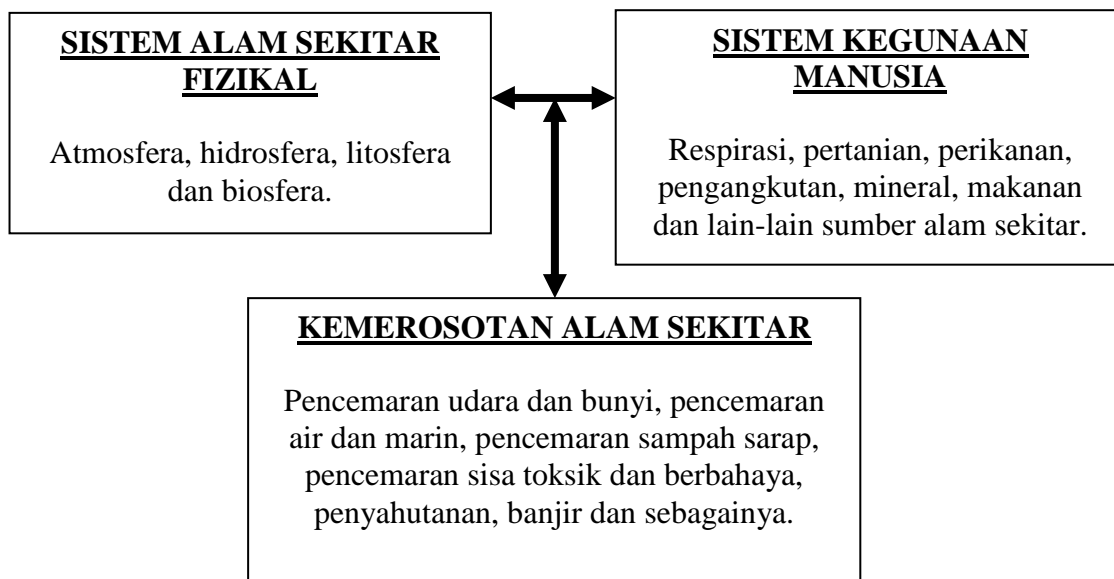 SISTEM ALAM SEKITAR
FIZIKAL
Atmosfera, hidrosfera, litosfera
dan biosfera.
SISTEM KEGUNAAN
MANUSIA
Respirasi, pertanian, perikanan,
pengangkutan, mineral, makanan
dan lain-lain sumber alam sekitar.
KEMEROSOTAN ALAM SEKITAR
Pencemaran udara dan bunyi, pencemaran
air dan marin, pencemaran sampah sarap,
pencemaran sisa toksik dan berbahaya,
penyahutanan, banjir dan sebagainya.